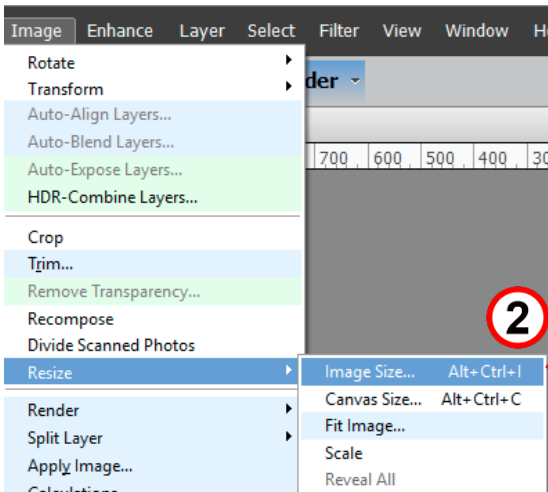 Image Enhance Layer Select Filter View Window
Rotate
Transform
Auto-Align Layers...
Auto-Blend Layers...
Auto-Expose Layers...
HDR-Combine Layers...
Crop
Trim...
Remove Transparency...
Recompose
Divide Scanned Photos
Resize
Render
Split Layer
Apply Image...
Calculations...
der
700 600 500 400 30
2
Image Size... Alt+Ctrl+I
Canvas Size... Alt+Ctrl+C
Fit Image...
Scale
Reveal All